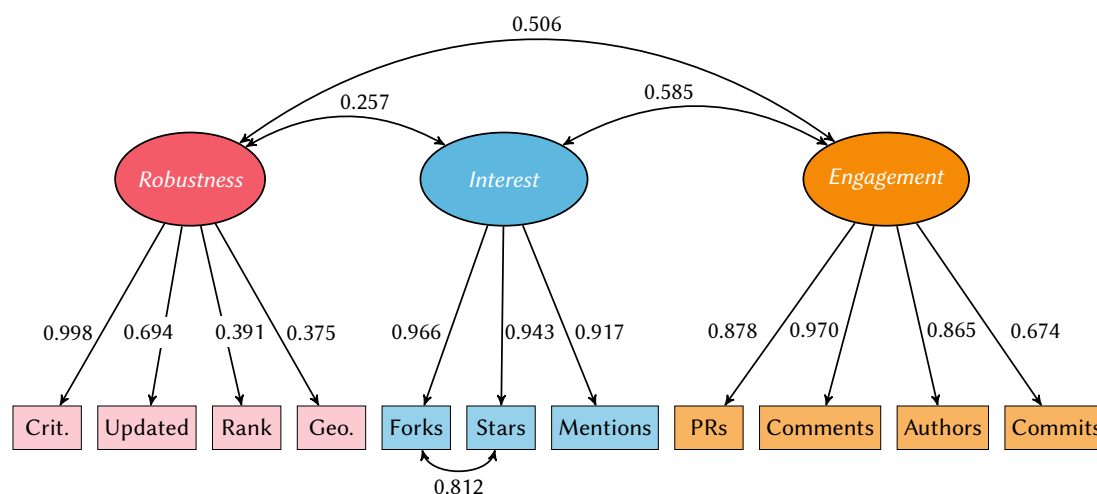 0.506
0.257
0.585
Robustness
Interest
Engagement
0.998
0.694
0.391
0.375
0.966
0.943
0.917
0.878
0.970
0.865
0.674
Crit.
Updated
Rank
Geo.
Forks
Stars
Mentions
PRs
Comments
Authors
Commits
0.812